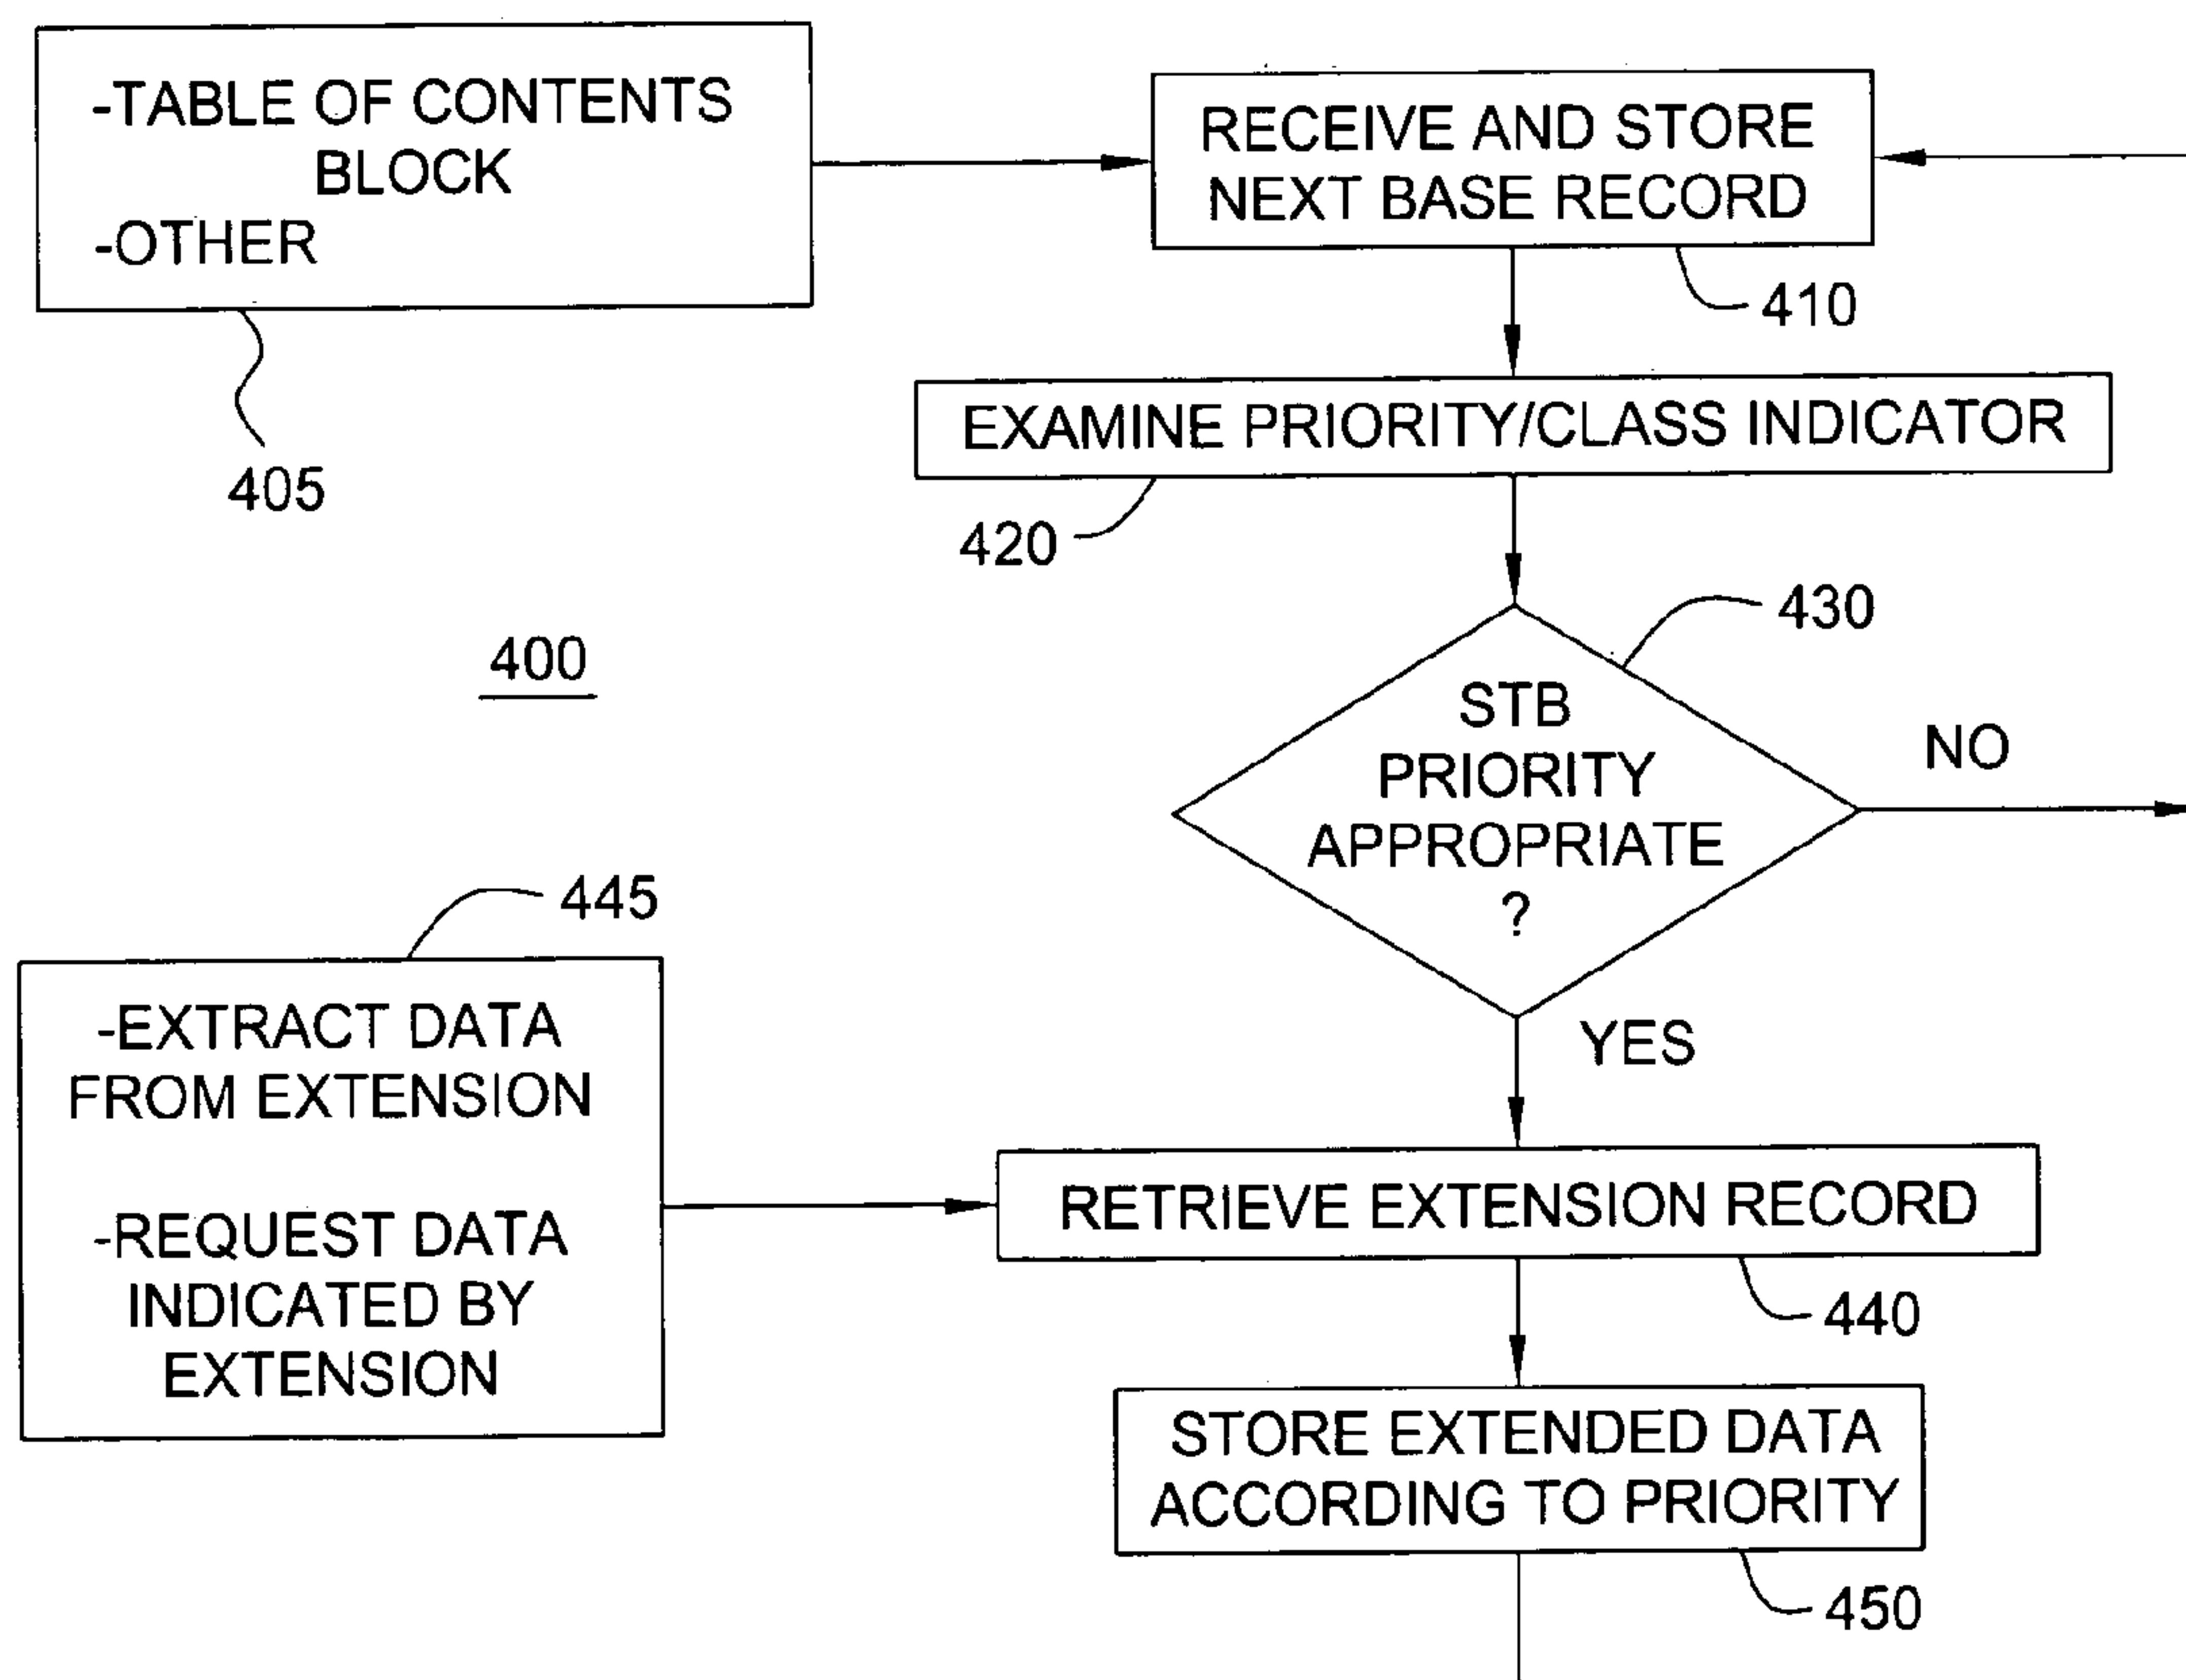 -TABLE OF CONTENTS
BLOCK
-OTHER
405
RECEIVE AND STORE
NEXT BASE RECORD
410
EXAMINE PRIORITY/CLASS INDICATOR
420
400
430
STB
PRIORITY
APPROPRIATE
?
NO
YES
445
-EXTRACT DATA
FROM EXTENSION
-REQUEST DATA
INDICATED BY
EXTENSION
RETRIEVE EXTENSION RECORD
440
STORE EXTENDED DATA
ACCORDING TO PRIORITY
450